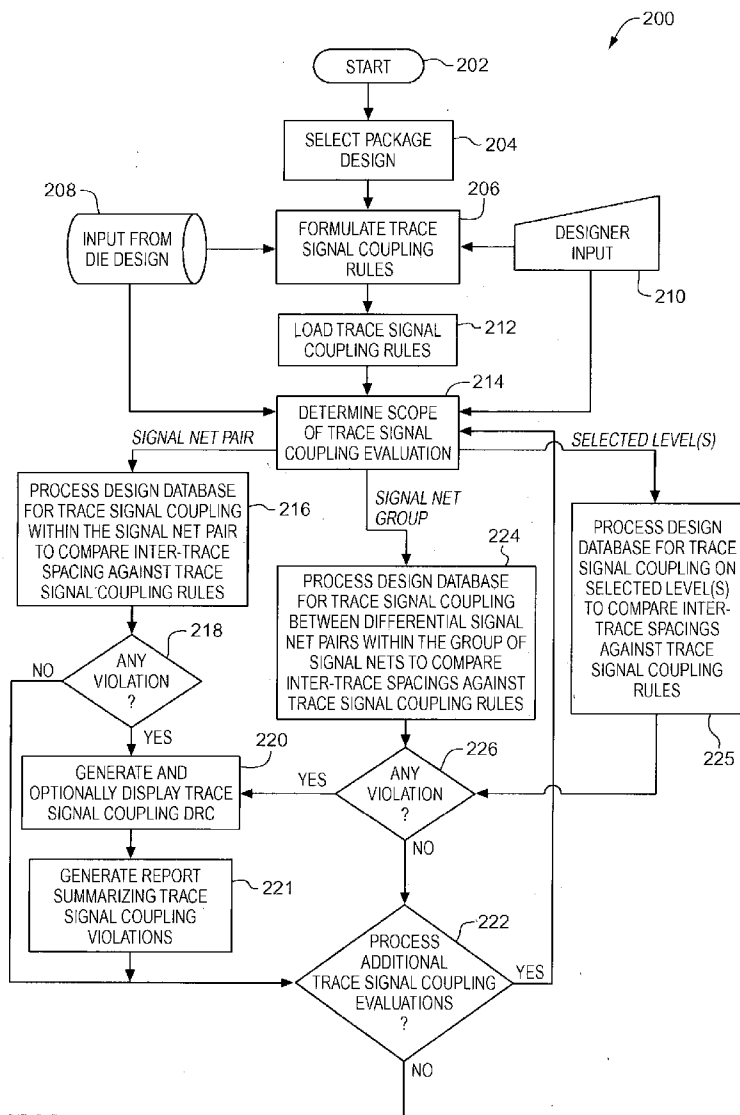 200
START
202
SELECT PACKAGE
DESIGN
204
208
206
INPUT FROM
DIE DESIGN
FORMULATE TRACE
SIGNAL COUPLING
RULES
DESIGNER
INPUT
210
LOAD TRACE SIGNAL
COUPLING RULES
212
214
DETERMINE SCOPE
OF TRACE SIGNAL
COUPLING EVALUATION
SIGNAL NET PAIR
SELECTED LEVEL(S)
SIGNAL NET
GROUP
PROCESS DESIGN DATABASE
FOR TRACE SIGNAL COUPLING
WITHIN THE SIGNAL NET PAIR
TO COMPARE INTER-TRACE
SPACING AGAINST TRACE
SIGNAL COUPLING RULES
216
224
PROCESS DESIGN DATABASE
FOR TRACE SIGNAL COUPLING
BETWEEN DIFFERENTIAL SIGNAL
NET PAIRS WITHIN THE GROUP OF
SIGNAL NETS TO COMPARE
INTER-TRACE SPACINGS AGAINST
TRACE SIGNAL COUPLING RULES
PROCESS DESIGN
DATABASE FOR TRACE
SIGNAL COUPLING ON
SELECTED LEVEL(S)
TO COMPARE INTER-
TRACE SPACINGS
AGAINST TRACE
SIGNAL COUPLING
RULES
225
218
NO
ANY
VIOLATION
?
YES
220
GENERATE AND
OPTIONALLY DISPLAY TRACE
SIGNAL COUPLING DRC
YES
226
ANY
VIOLATION
?
NO
GENERATE REPORT
SUMMARIZING TRACE
SIGNAL COUPLING
VIOLATIONS
221
222
PROCESS
ADDITIONAL
TRACE SIGNAL COUPLING
EVALUATIONS
?
YES
NO